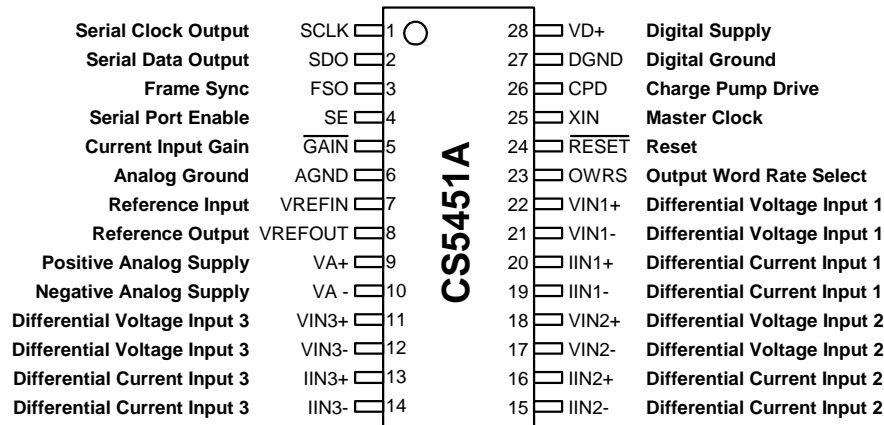 Serial Clock Output SCLK 1 28 VD+ Digital Supply
Serial Data Output SDO 2 27 DGND Digital Ground
Frame Sync FSO 3 26 CPD Charge Pump Drive
Serial Port Enable SE 4 25 XIN Master Clock
Current Input Gain GAIN 5 24 RESET Reset
Analog Ground AGND 6 23 OWRS Output Word Rate Select
Reference Input VREFIN 7 22 VIN1+ Differential Voltage Input 1
Reference Output VREFOUT 8 21 VIN1- Differential Voltage Input 1
Positive Analog Supply VA+ 9 20 IIN1+ Differential Current Input 1
Negative Analog Supply VA - 10 19 IIN1- Differential Current Input 1
Differential Voltage Input 3 VIN3+ 11 18 VIN2+ Differential Voltage Input 2
Differential Voltage Input 3 VIN3- 12 17 VIN2- Differential Voltage Input 2
Differential Current Input 3 IIN3+ 13 16 IIN2+ Differential Current Input 2
Differential Current Input 3 IIN3- 14 15 IIN2- Differential Current Input 2
CS5451A